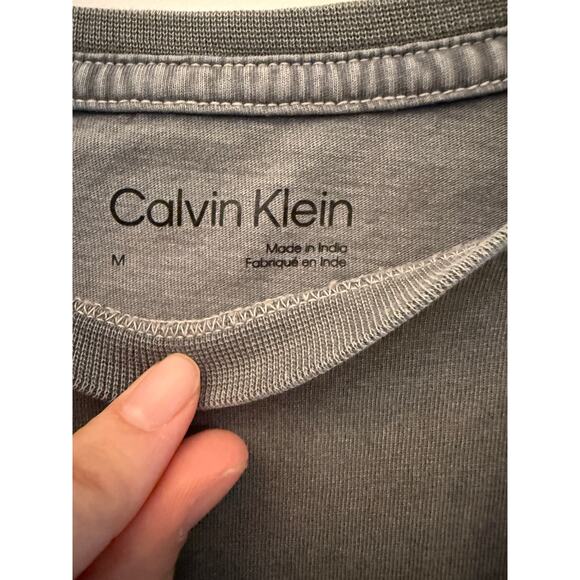 Calvin Klein
M
Made in India
Fabriqué en Inde